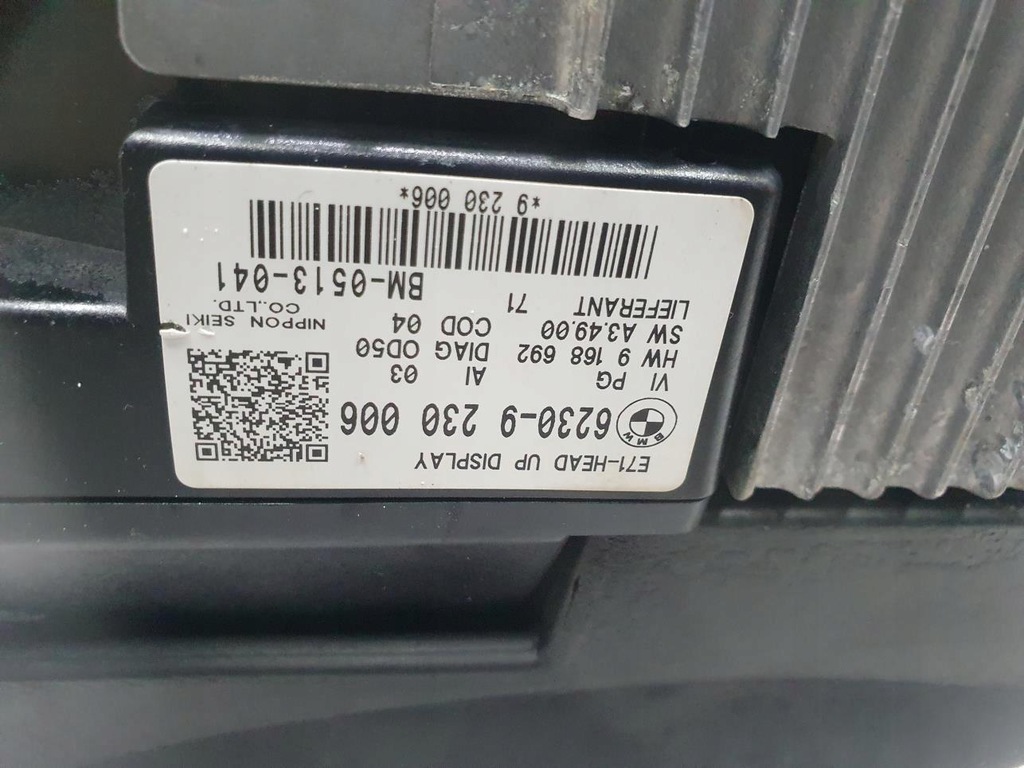 E71-HEAD UP DISPLAY
BMW 6230-9 230 006
VI PG AI 03
HW 9 168 692 DIAG OD50
SW A3.49.00 COD 04
LIEFERANT 71
NIPPON SEIKI
CO.,LTD.
BM-0513-041
*9 230 006*